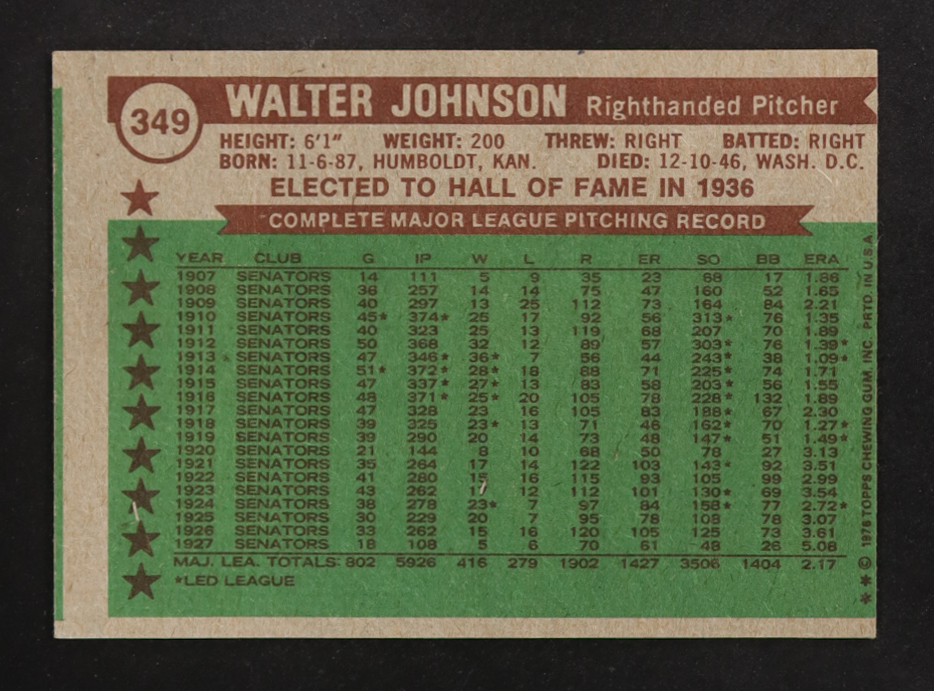 349
WALTER JOHNSON Righthanded Pitcher
HEIGHT: 6'1" WEIGHT: 200 THREW: RIGHT BATTED: RIGHT
BORN: 11-6-87, HUMBOLDT, KAN. DIED: 12-10-46, WASH. D.C.
ELECTED TO HALL OF FAME IN 1936
COMPLETE MAJOR LEAGUE PITCHING RECORD
YEAR CLUB G IP W L R ER SO BB ERA
1907 SENATORS 14 111 5 9 35 23 68 17 1.86
1908 SENATORS 36 257 14 14 75 47 160 52 1.65
1909 SENATORS 40 297 13 25 112 73 164 84 2.21
1910 SENATORS 45* 374* 25 17 92 56 313* 76 1.35
1911 SENATORS 40 323 25 13 119 68 207 70 1.89
1912 SENATORS 50 368 32 12 89 57 303* 76 1.39*
1913 SENATORS 47 346* 36* 7 56 44 243* 38 1.09*
1914 SENATORS 51* 372* 28* 18 88 71 225* 74 1.71
1915 SENATORS 47 337* 27* 13 83 58 203* 56 1.55
1916 SENATORS 48 371* 25* 20 105 78 228* 132 1.89
1917 SENATORS 47 328 23 16 105 83 188* 67 2.30
1918 SENATORS 39 325 23* 13 71 46 162* 70 1.27*
1919 SENATORS 39 290 20 14 73 48 147* 51 1.49*
1920 SENATORS 21 144 8 10 68 50 78 27 3.13
1921 SENATORS 35 264 17 14 122 103 143* 92 3.51
1922 SENATORS 41 280 15 16 115 93 105 99 2.99
1923 SENATORS 43 262 17 12 112 101 130* 69 3.54
1924 SENATORS 38 278 23* 7 97 84 158* 77 2.72*
1925 SENATORS 30 229 20 7 95 78 108 78 3.07
1926 SENATORS 33 262 15 16 120 105 125 73 3.61
1927 SENATORS 18 108 5 6 70 61 48 26 5.08
MAJ. LEA. TOTALS: 802 5926 416 279 1902 1427 3506 1404 2.17
*LED LEAGUE
* * © 1976 TOPPS CHEWING GUM, INC. PRTD. IN U.S.A.